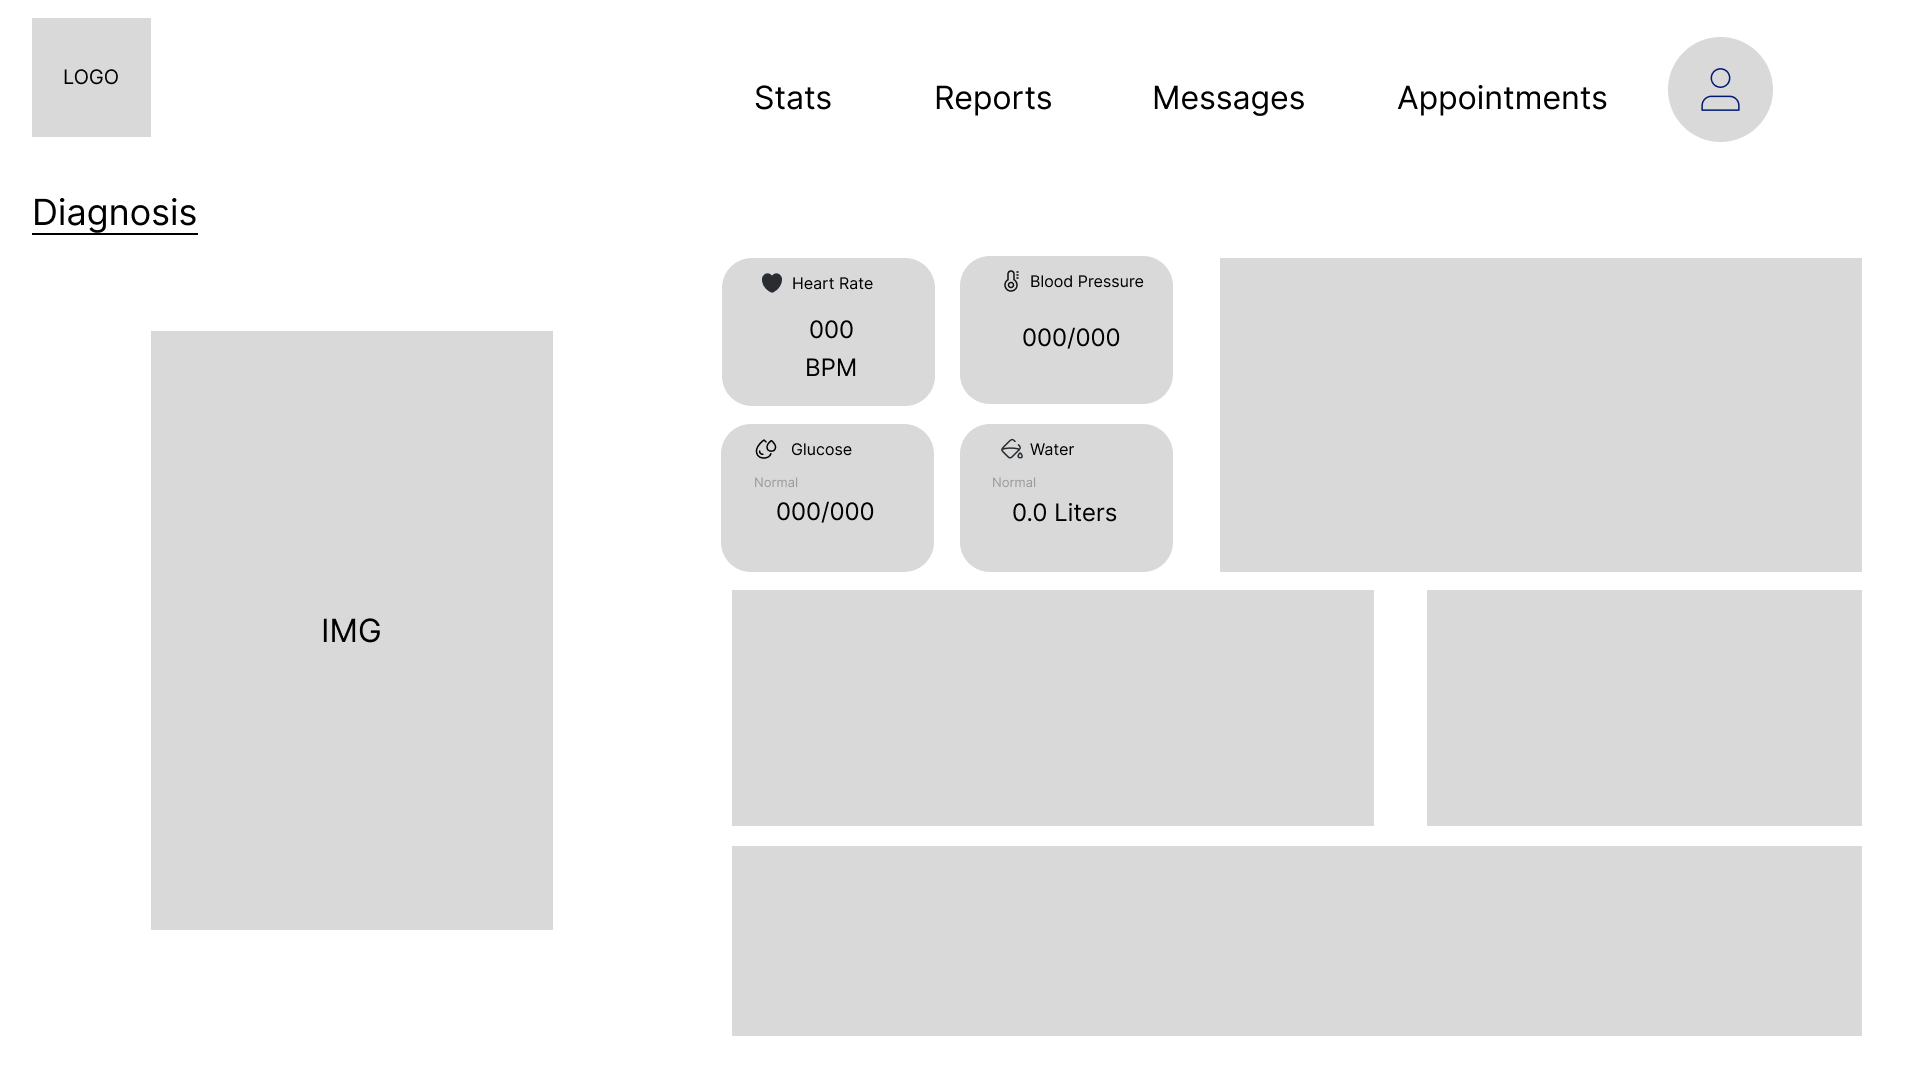 LOGO
Stats
Reports
Messages
Appointments
Diagnosis
Heart Rate
000
BPM
Blood Pressure
000/000
Glucose
Normal
000/000
Water
Normal
0.0 Liters
IMG